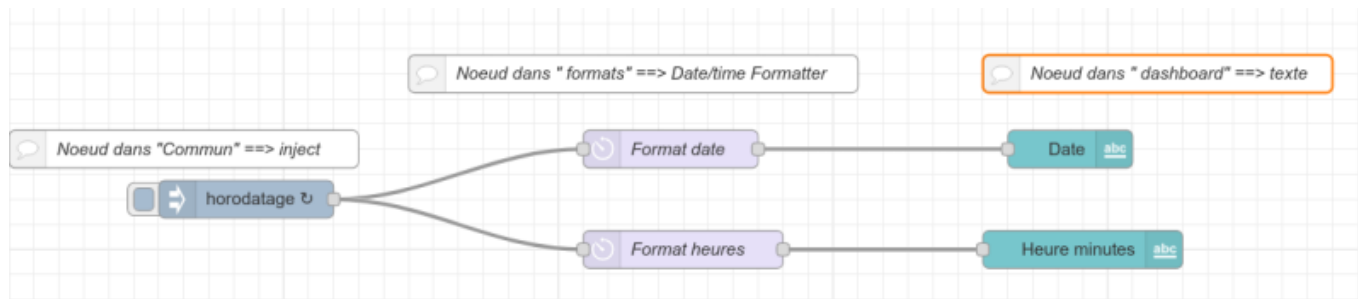 Noeud dans " formats" ==> Date/time Formatter
Noeud dans " dashboard" ==> texte
Noeud dans "Commun" ==> inject
Format date
Date abc
horodatage ↻
Format heures
Heure minutes abc